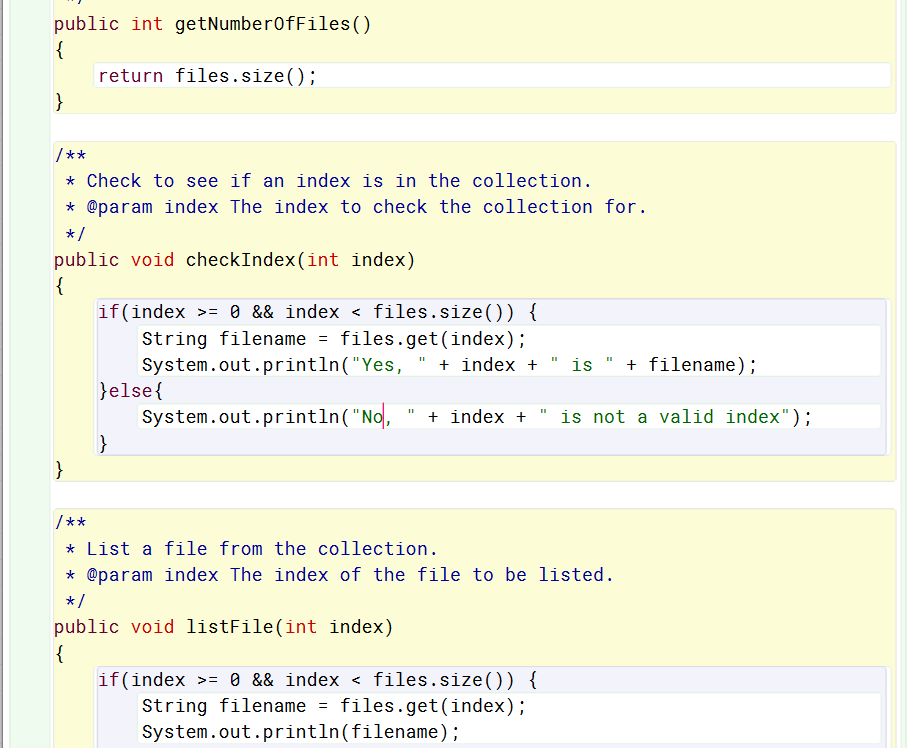 */
public int getNumberOfFiles()
{
    return files.size();
}
/**
 * Check to see if an index is in the collection.
 * @param index The index to check the collection for.
 */
public void checkIndex(int index)
{
    if(index >= 0 && index < files.size()) {
        String filename = files.get(index);
        System.out.println("Yes, " + index + " is " + filename);
    }else{
        System.out.println("No, " + index + " is not a valid index");
    }
}
/**
 * List a file from the collection.
 * @param index The index of the file to be listed.
 */
public void listFile(int index)
{
    if(index >= 0 && index < files.size()) {
        String filename = files.get(index);
        System.out.println(filename);